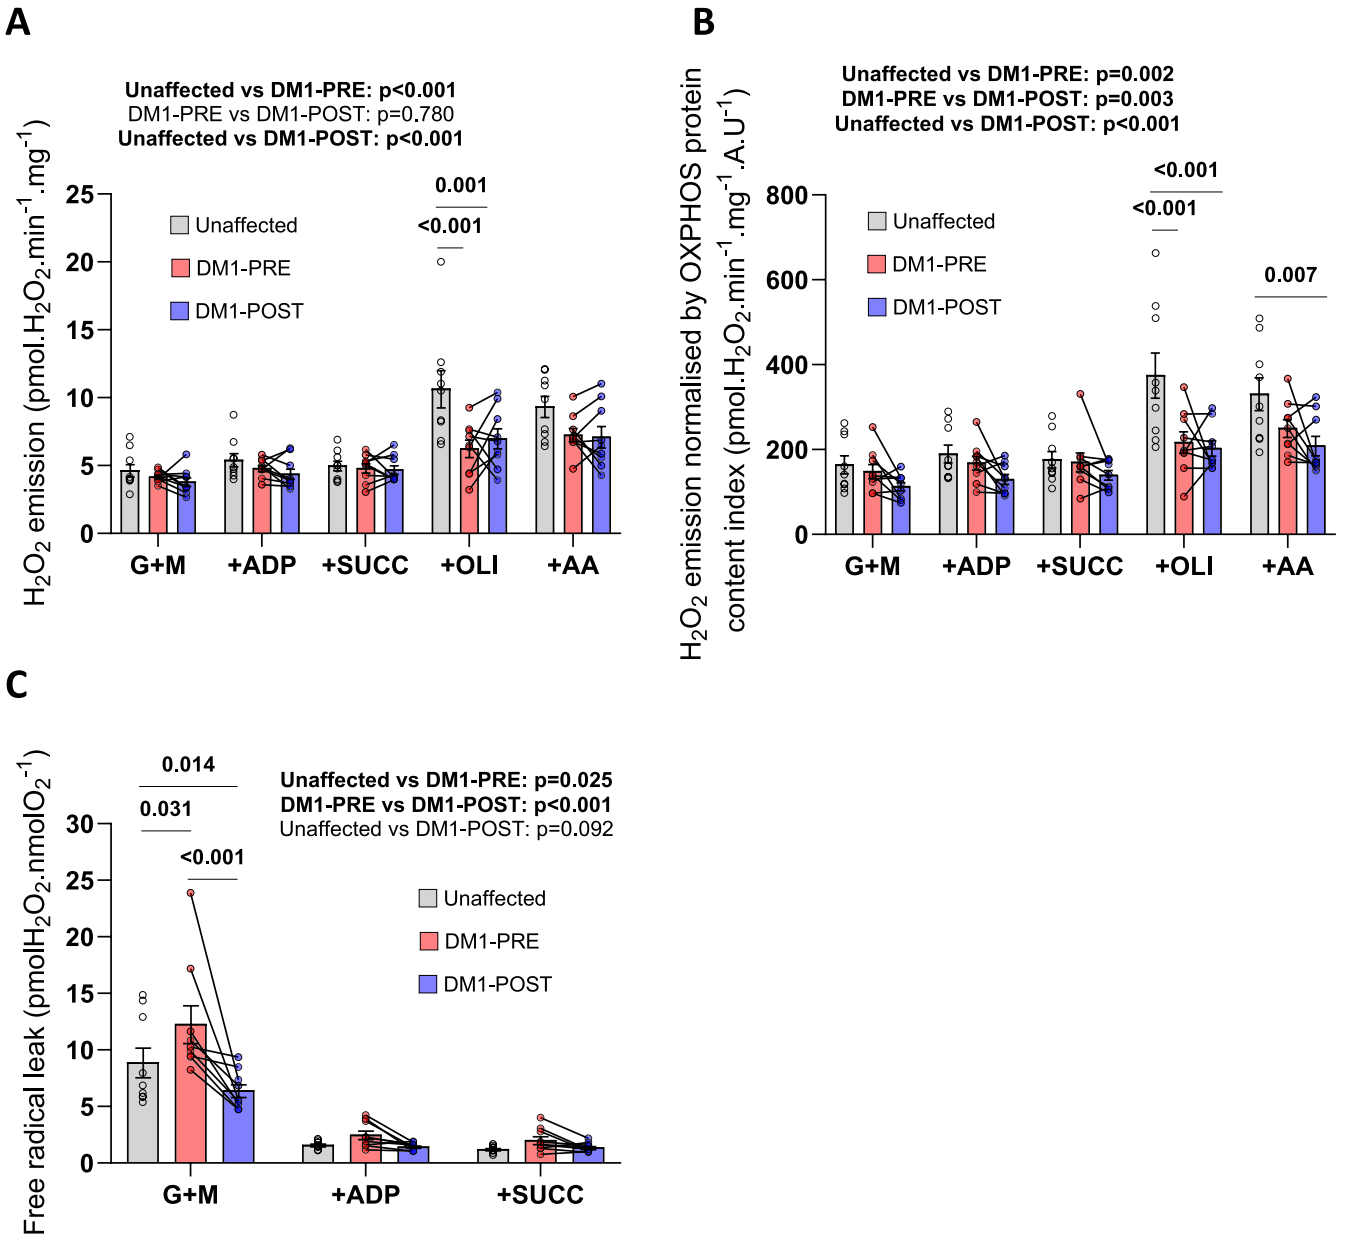 A
Unaffected vs DM1-PRE: p<0.001
DM1-PRE vs DM1-POST: p=0.780
Unaffected vs DM1-POST: p<0.001
H₂O₂ emission (pmol.H₂O₂.min⁻¹.mg⁻¹)
25
20
15
10
5
0
Unaffected
DM1-PRE
DM1-POST
0.001
<0.001
G+M
+ADP
+SUCC
+OLI
+AA
B
Unaffected vs DM1-PRE: p=0.002
DM1-PRE vs DM1-POST: p=0.003
Unaffected vs DM1-POST: p<0.001
H₂O₂ emission normalised by OXPHOS protein
content index (pmol.H₂O₂.min⁻¹.mg⁻¹.A.U⁻¹)
800
600
400
200
0
Unaffected
DM1-PRE
DM1-POST
<0.001
<0.001
0.007
G+M
+ADP
+SUCC
+OLI
+AA
C
Unaffected vs DM1-PRE: p=0.025
DM1-PRE vs DM1-POST: p<0.001
Unaffected vs DM1-POST: p=0.092
Free radical leak (pmolH₂O₂.nmolO₂⁻¹)
30
25
20
15
10
5
0
0.014
0.031
<0.001
Unaffected
DM1-PRE
DM1-POST
G+M
+ADP
+SUCC